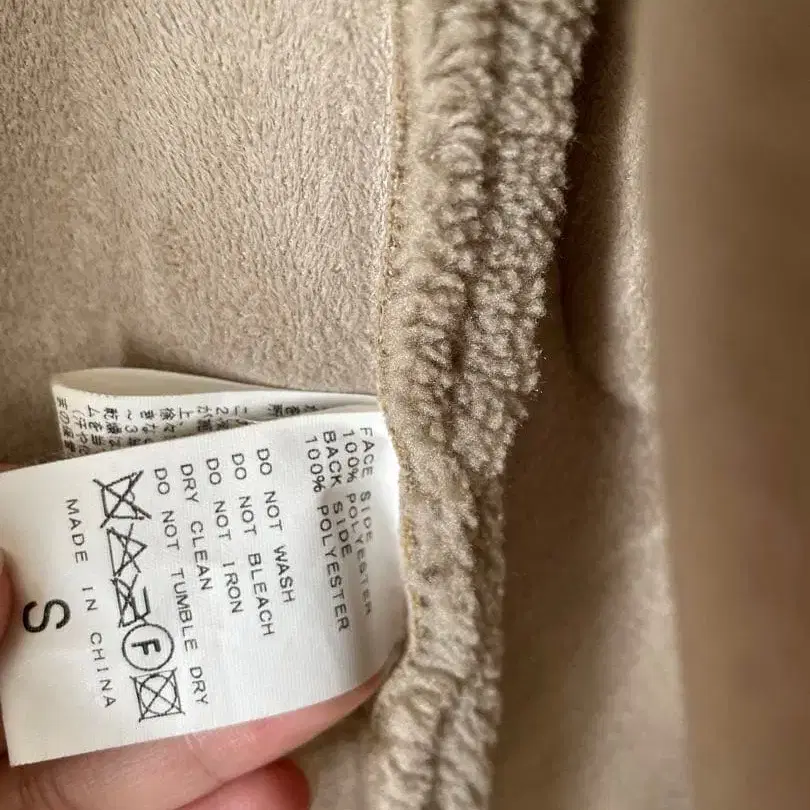 FACE SIDE
100% POLYESTER
BACK SIDE
100% POLYESTER
DO NOT WASH
DO NOT BLEACH
DO NOT IRON
DRY CLEAN
DO NOT TUMBLE DRY
F
MADE IN CHINA
S